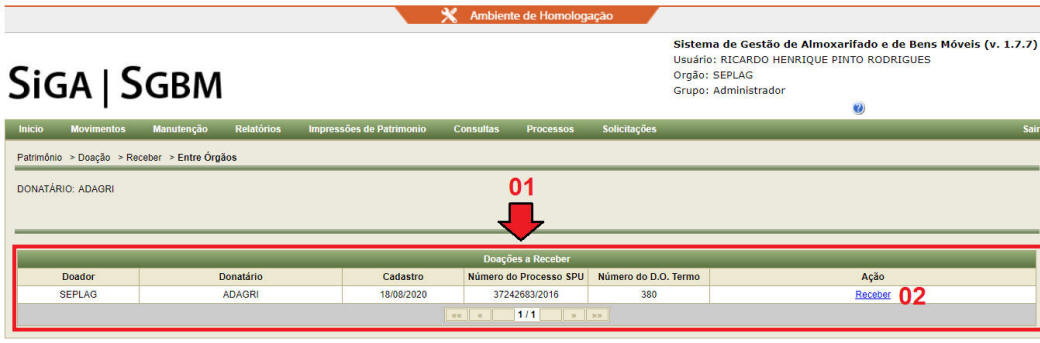 Ambiente de Homologação
Sistema de Gestão de Almoxarifado e de Bens Móveis (v. 1.7.7)
Usuário: RICARDO HENRIQUE PINTO RODRIGUES
Orgão: SEPLAG
Grupo: Administrador
SIGA | SGBM
?
Inicio Movimentos Manutenção Relatórios Impressões de Patrimonio Consultas Processos Solicitações Sair
Patrimônio > Doação > Receber > Entre Órgãos
DONATÁRIO: ADAGRI
01
Doações a Receber
Doador Donatário Cadastro Número do Processo SPU Número do D.O. Termo Ação
SEPLAG ADAGRI 18/08/2020 37242683/2016 380 Receber 02
«« « 1 / 1 » »»